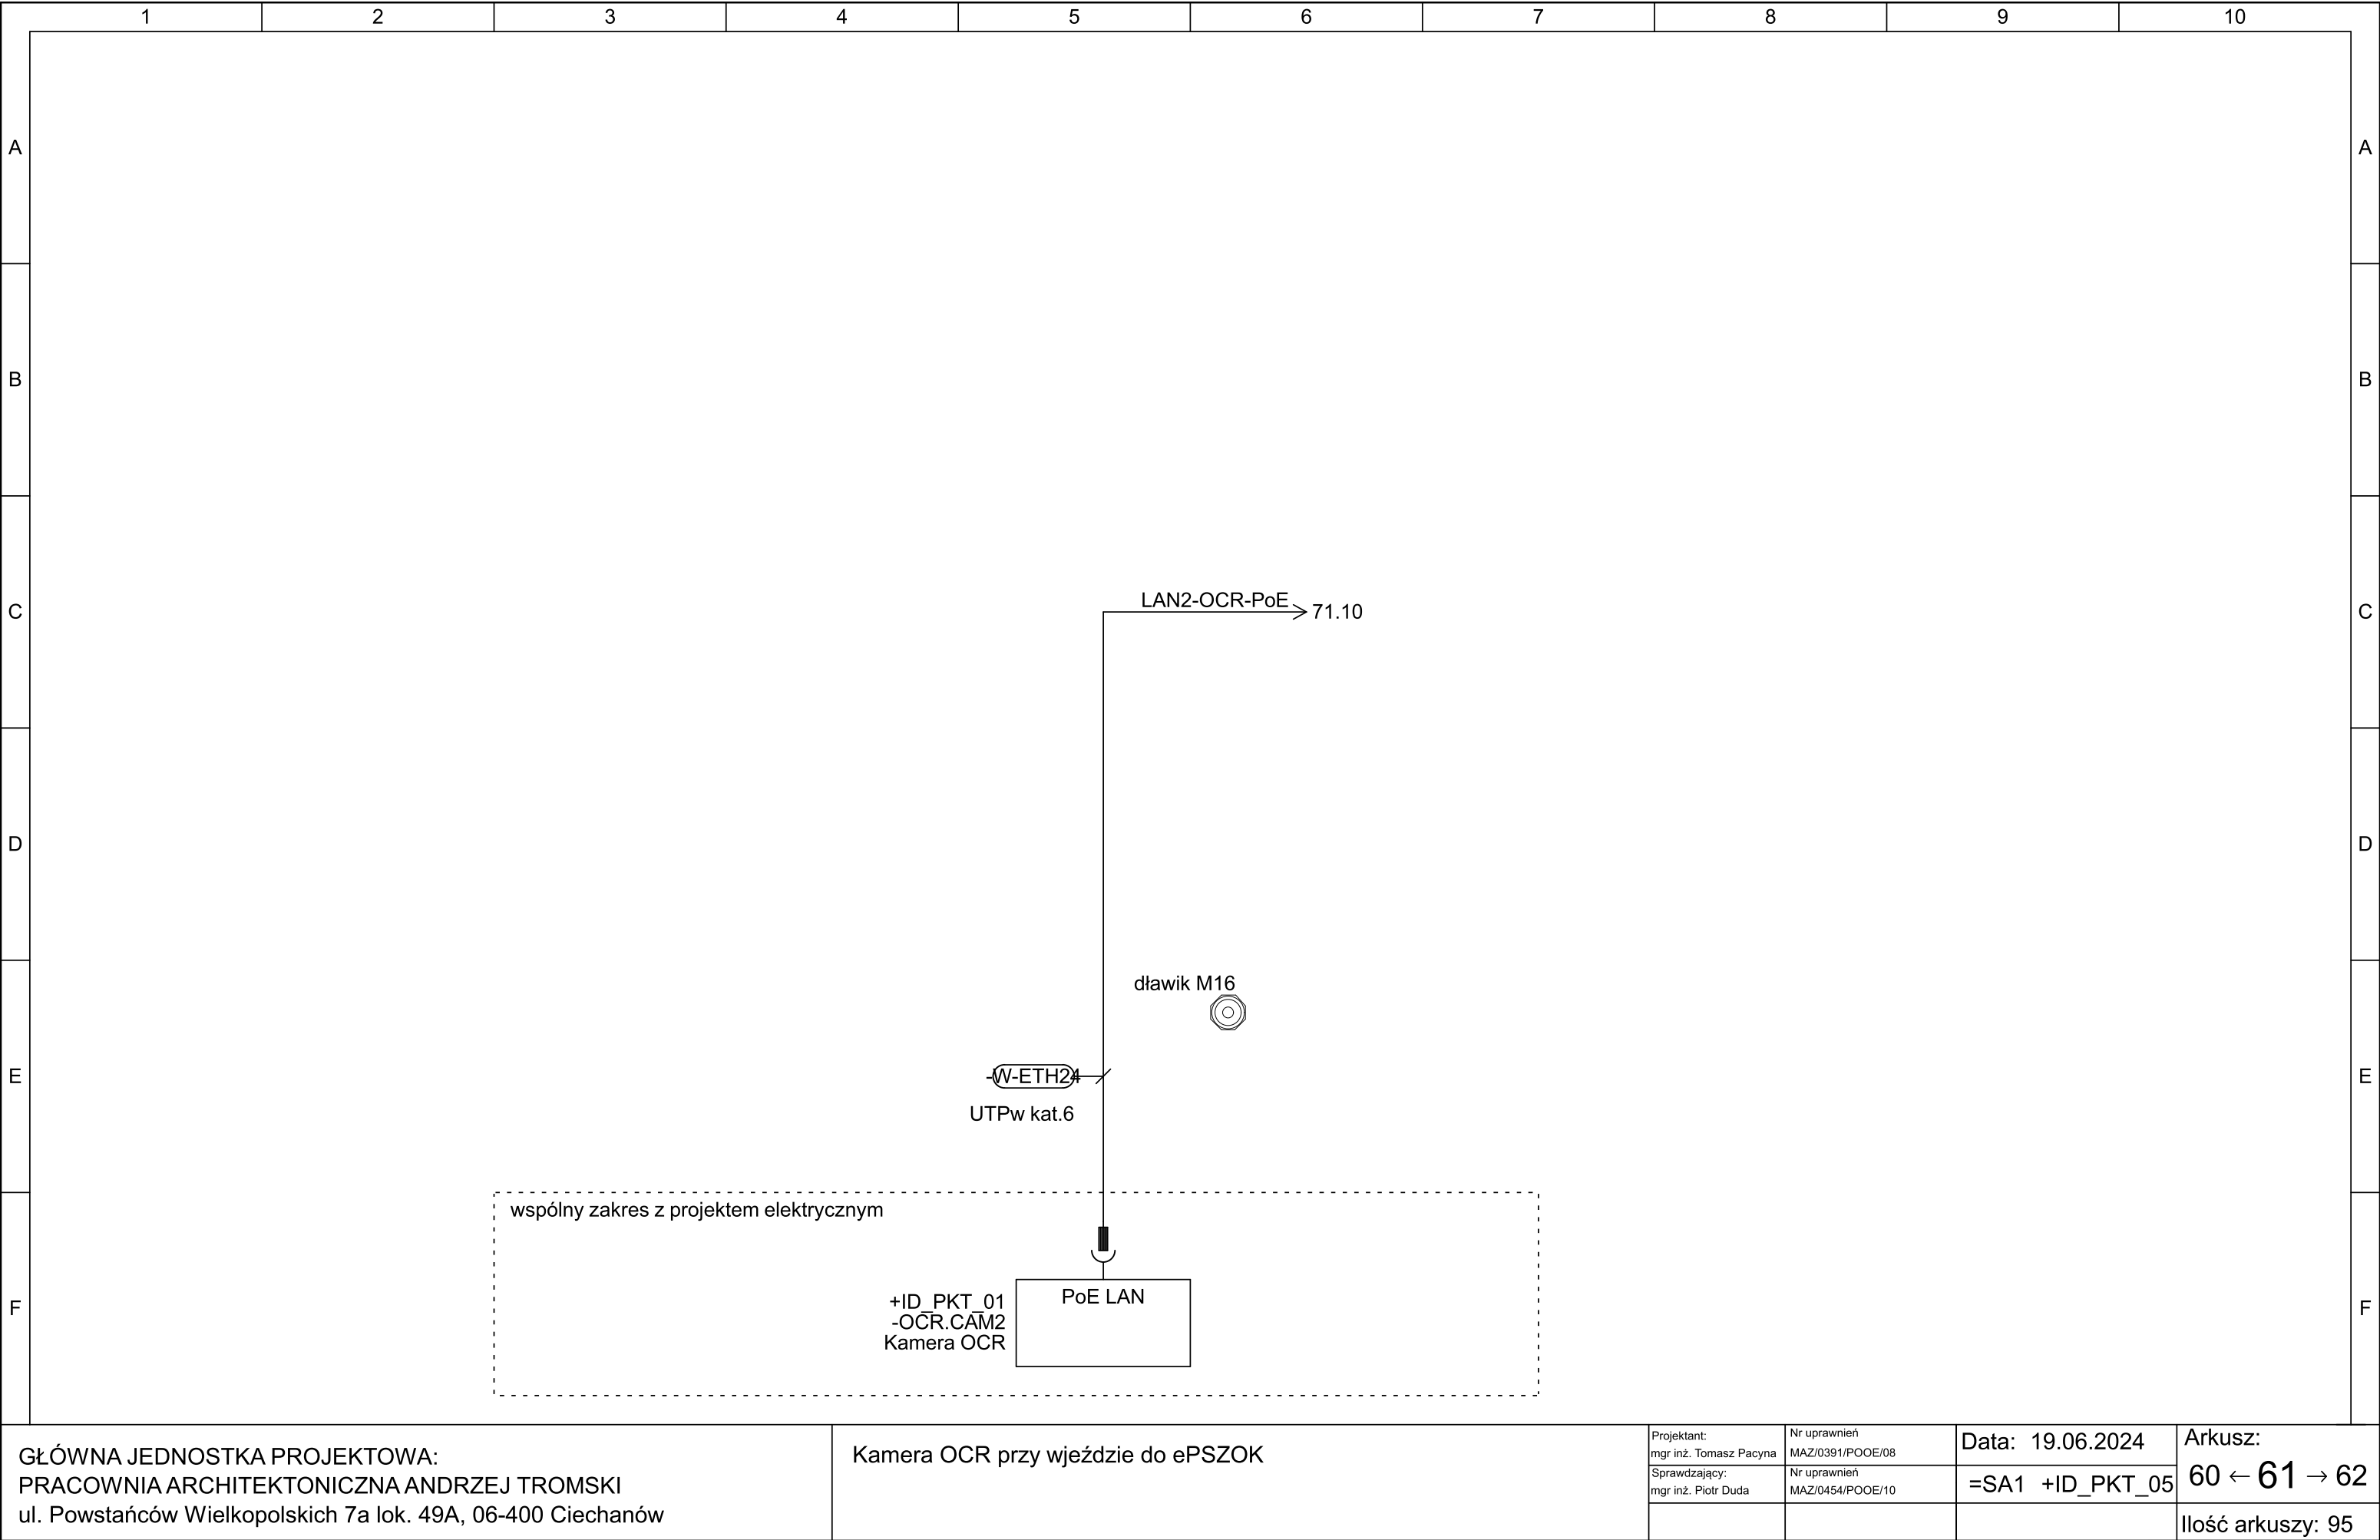 1 2 3 4 5 6 7 8 9 10
A A
B B
C C
D D
E E
F F
LAN2-OCR-PoE
71.10
dławik M16
-W-ETH24
UTPw kat.6
wspólny zakres z projektem elektrycznym
PoE LAN
+ID_PKT_01
-OCR.CAM2
Kamera OCR
GŁÓWNA JEDNOSTKA PROJEKTOWA:
PRACOWNIA ARCHITEKTONICZNA ANDRZEJ TROMSKI
ul. Powstańców Wielkopolskich 7a lok. 49A, 06-400 Ciechanów
Kamera OCR przy wjeździe do ePSZOK
Projektant:
mgr inż. Tomasz Pacyna
Nr uprawnień
MAZ/0391/POOE/08
Sprawdzający:
mgr inż. Piotr Duda
Nr uprawnień
MAZ/0454/POOE/10
Data: 19.06.2024
=SA1 +ID_PKT_05
Arkusz:
60 ← 61 → 62
Ilość arkuszy: 95